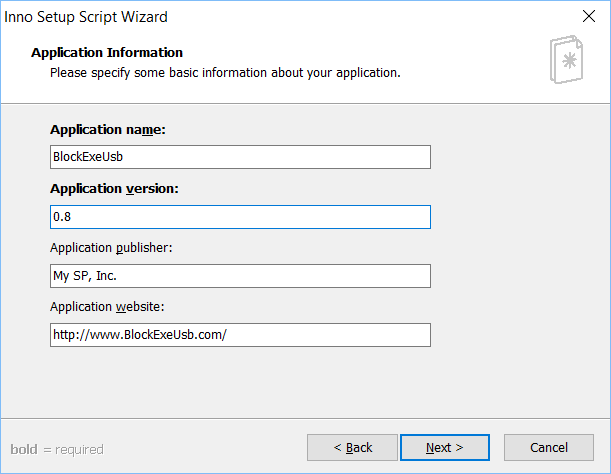 Inno Setup Script Wizard
Application Information
Please specify some basic information about your application.
Application name:
BlockExeUsb
Application version:
0.8
Application publisher:
My SP, Inc.
Application website:
http://www.BlockExeUsb.com/
bold = required
< Back
Next >
Cancel